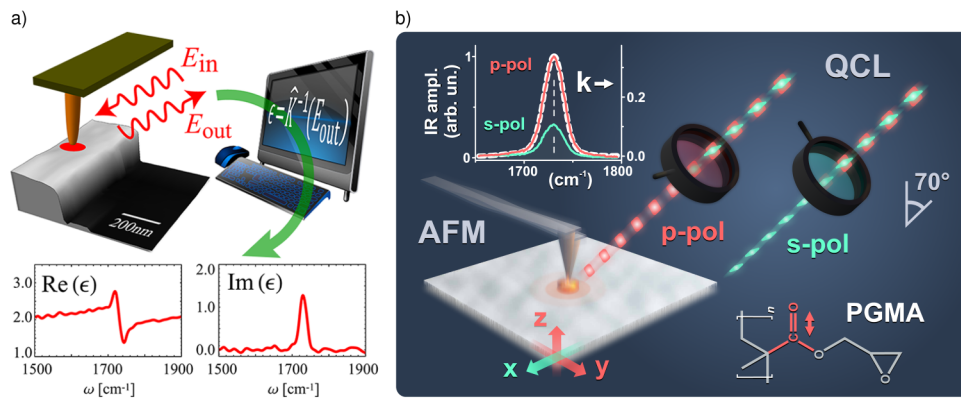 a)
E_in
E_out
ϵ=K̂⁻¹(E_out)
200nm
Re (ϵ)
3.0
2.0
1.0
1500 1700 1900
ω [cm⁻¹]
Im (ϵ)
2.0
1.0
0.0
1500 1700 1900
ω [cm⁻¹]
b)
IR ampl.
(arb. un.)
1
0
p-pol
s-pol
k →
0.2
0.0
1700 1800
(cm⁻¹)
QCL
70°
AFM
p-pol
s-pol
z
x
y
PGMA
n
O
C
O
O